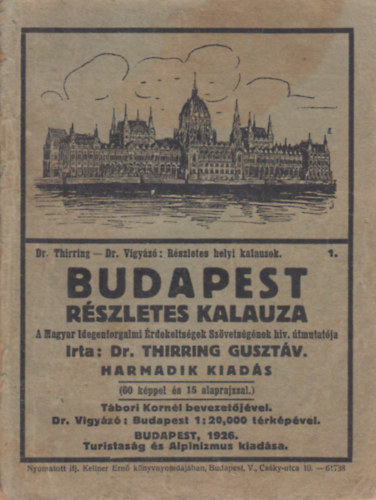 Dr. Thirring — Dr. Vigyázó: Részletes helyi kalauzok. 1.
BUDAPEST
RÉSZLETES KALAUZA
A Magyar Idegenforgalmi Érdekeltségek Szövetségének hiv. útmutatója
Irta: Dr. THIRRING GUSZTÁV.
HARMADIK KIADÁS
(60 képpel és 15 alaprajzzal.)
Tábori Kornél bevezetőjével.
Dr. Vigyázó: Budapest 1:20,000 térképével.
BUDAPEST, 1926.
Turistaság és Alpinizmus kiadása.
Nyomatott ifj. Kellner Ernő könyvnyomdájában, Budapest, V., Csáky-utca 10. — 61738